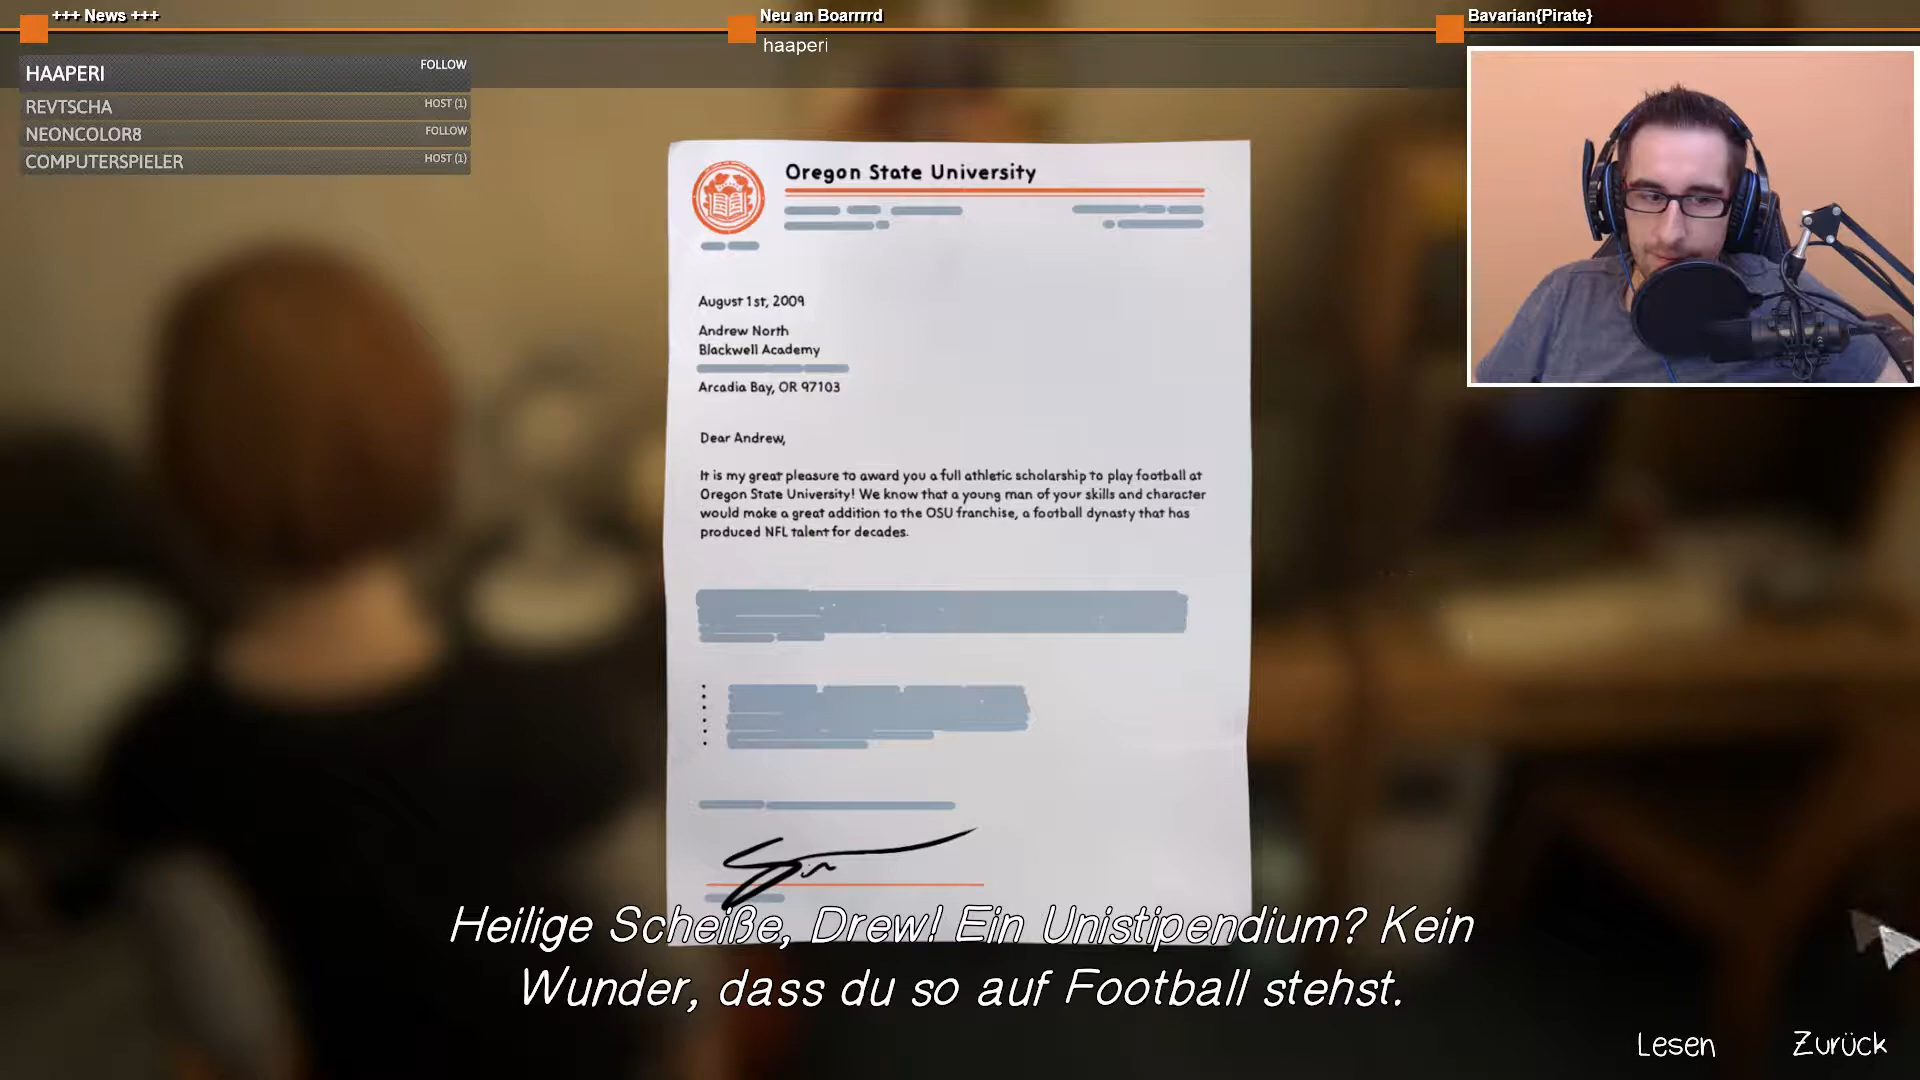 +++ News +++
Neu an Boarrrrd
Bavarian{Pirate}
haaperi
HAAPERI FOLLOW
REVTSCHA HOST (1)
NEONCOLOR8 FOLLOW
COMPUTERSPIELER HOST (1)
Oregon State University
August 1st, 2009
Andrew North
Blackwell Academy
Arcadia Bay, OR 97103
Dear Andrew,
It is my great pleasure to award you a full athletic scholarship to play football at
Oregon State University! We know that a young man of your skills and character
would make a great addition to the OSU franchise, a football dynasty that has
produced NFL talent for decades.
Heilige Scheiße, Drew! Ein Unistipendium? Kein
Wunder, dass du so auf Football stehst.
Lesen Zurück